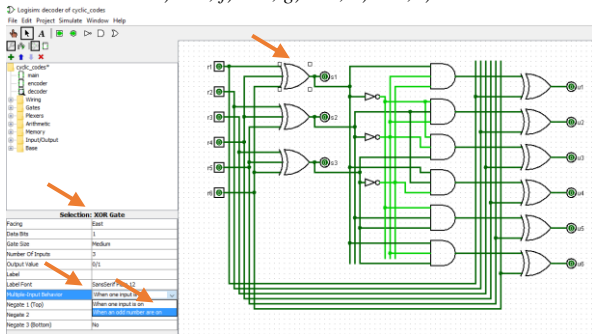 Logisim: decoder of cyclic_codes
File Edit Project Simulate Window Help
A
cyclic_codes*
main
encoder
decoder
Wiring
Gates
Plexers
Arithmetic
Memory
Input/Output
Base
r1
r2
r3
r4
r5
r6
s1
s2
s3
u1
u2
u3
u4
u5
u6
Selection: XOR Gate
Facing East
Data Bits 1
Gate Size Medium
Number Of Inputs 3
Output Value 0/1
Label
Label Font SansSerif Plain 12
Multiple-Input Behavior When one input is on
Negate 1 (Top) When one input is on
Negate 2 When an odd number are on
Negate 3 (Bottom) No